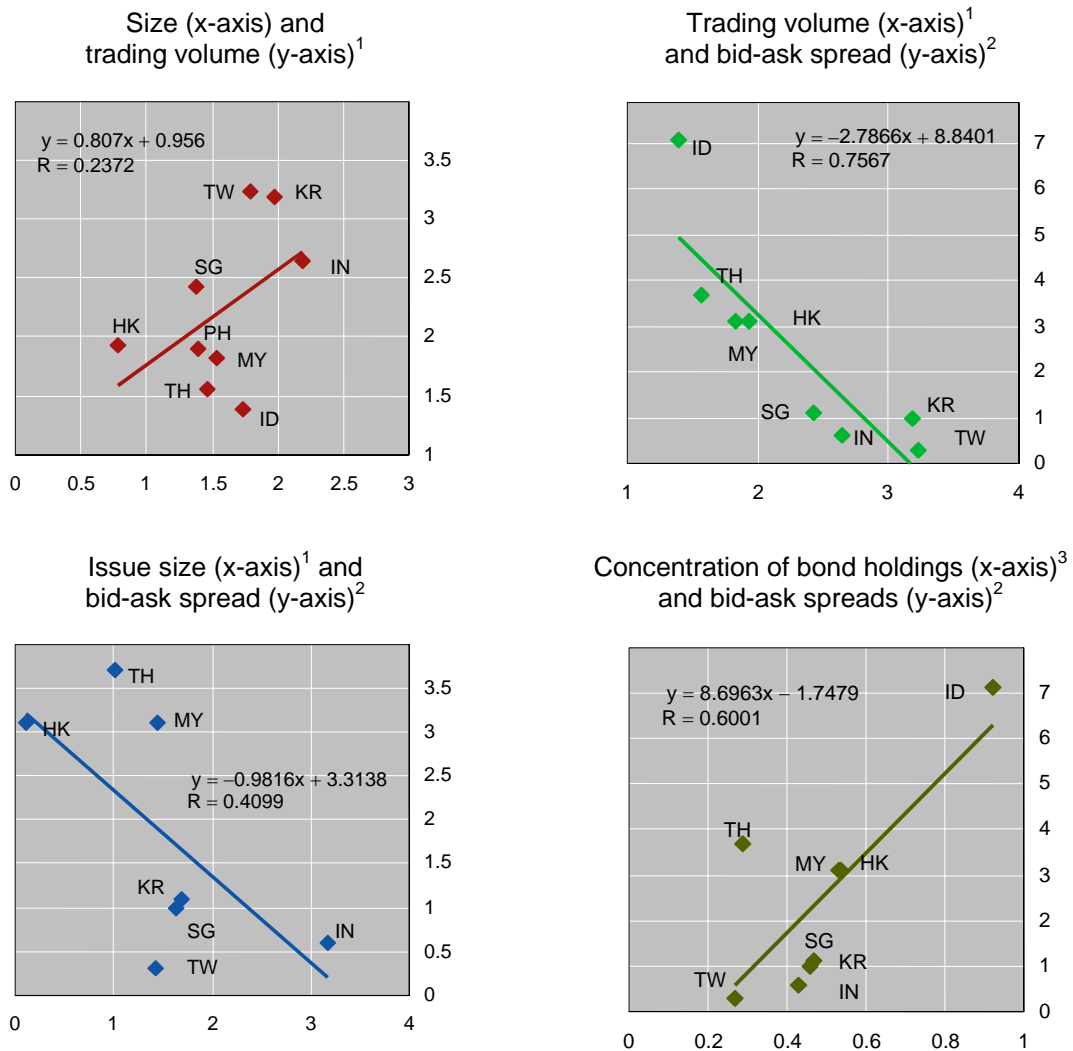 Size (x-axis) and
trading volume (y-axis)1
y = 0.807x + 0.956
R = 0.2372
3.5
3
2.5
2
1.5
1
TW
KR
IN
SG
HK
PH
MY
TH
ID
0
0.5
1
1.5
2
2.5
3
Trading volume (x-axis)1
and bid-ask spread (y-axis)2
y = −2.7866x + 8.8401
R = 0.7567
7
6
5
4
3
2
1
0
ID
TH
HK
MY
SG
IN
KR
TW
1
2
3
4
Issue size (x-axis)1 and
bid-ask spread (y-axis)2
y = −0.9816x + 3.3138
R = 0.4099
3.5
3
2.5
2
1.5
1
0.5
0
TH
HK
MY
KR
SG
TW
IN
0
1
2
3
4
Concentration of bond holdings (x-axis)3
and bid-ask spreads (y-axis)2
y = 8.6963x − 1.7479
R = 0.6001
7
6
5
4
3
2
1
0
ID
TH
MY
HK
SG
KR
TW
IN
0
0.2
0.4
0.6
0.8
1